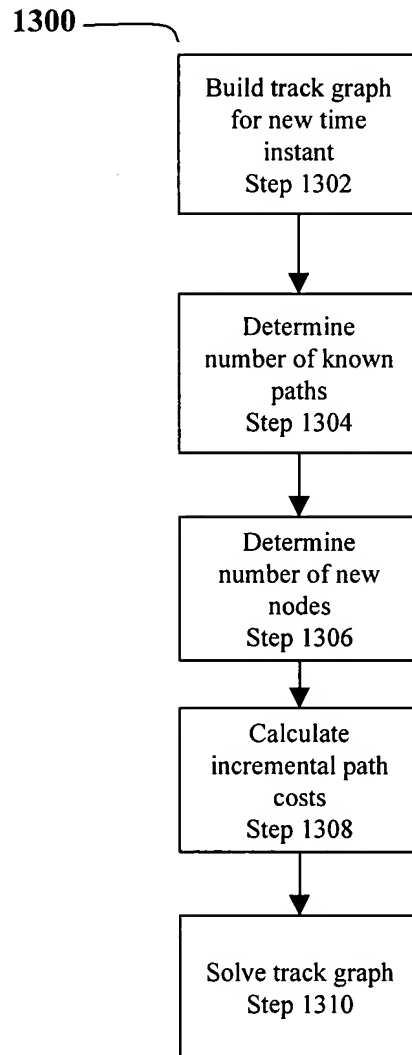 1300
Build track graph
for new time
instant
Step 1302
Determine
number of known
paths
Step 1304
Determine
number of new
nodes
Step 1306
Calculate
incremental path
costs
Step 1308
Solve track graph
Step 1310